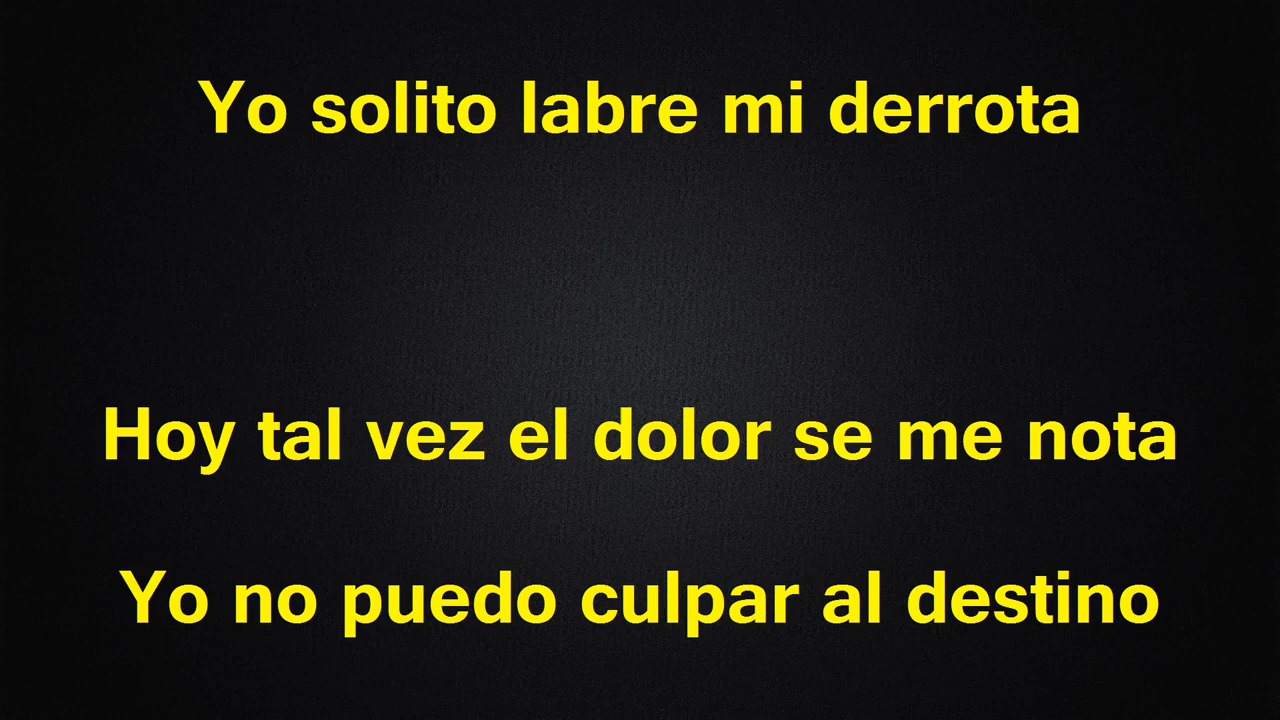 Yo solito labre mi derrota
Hoy tal vez el dolor se me nota
Yo no puedo culpar al destino